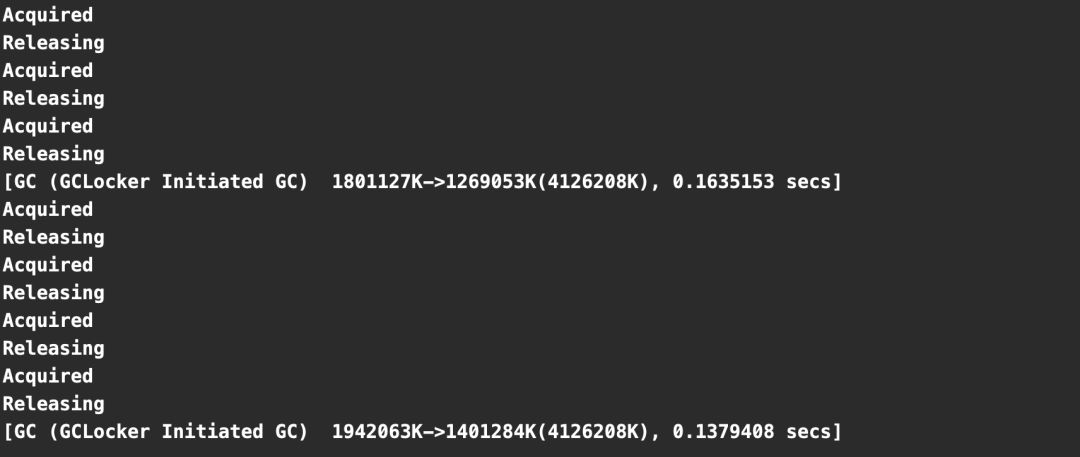 Acquired
Releasing
Acquired
Releasing
Acquired
Releasing
[GC (GCLocker Initiated GC)  1801127K->1269053K(4126208K), 0.1635153 secs]
Acquired
Releasing
Acquired
Releasing
Acquired
Releasing
Acquired
Releasing
[GC (GCLocker Initiated GC)  1942063K->1401284K(4126208K), 0.1379408 secs]